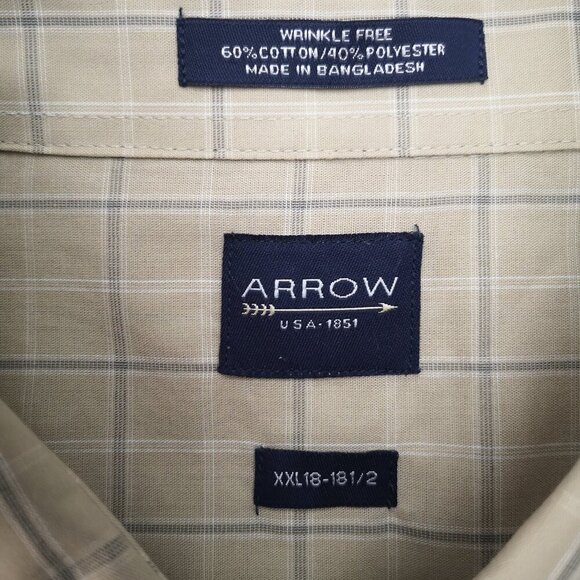 WRINKLE FREE
60% COTTON/40% POLYESTER
MADE IN BANGLADESH
ARROW
USA-1851
XXL18-181/2